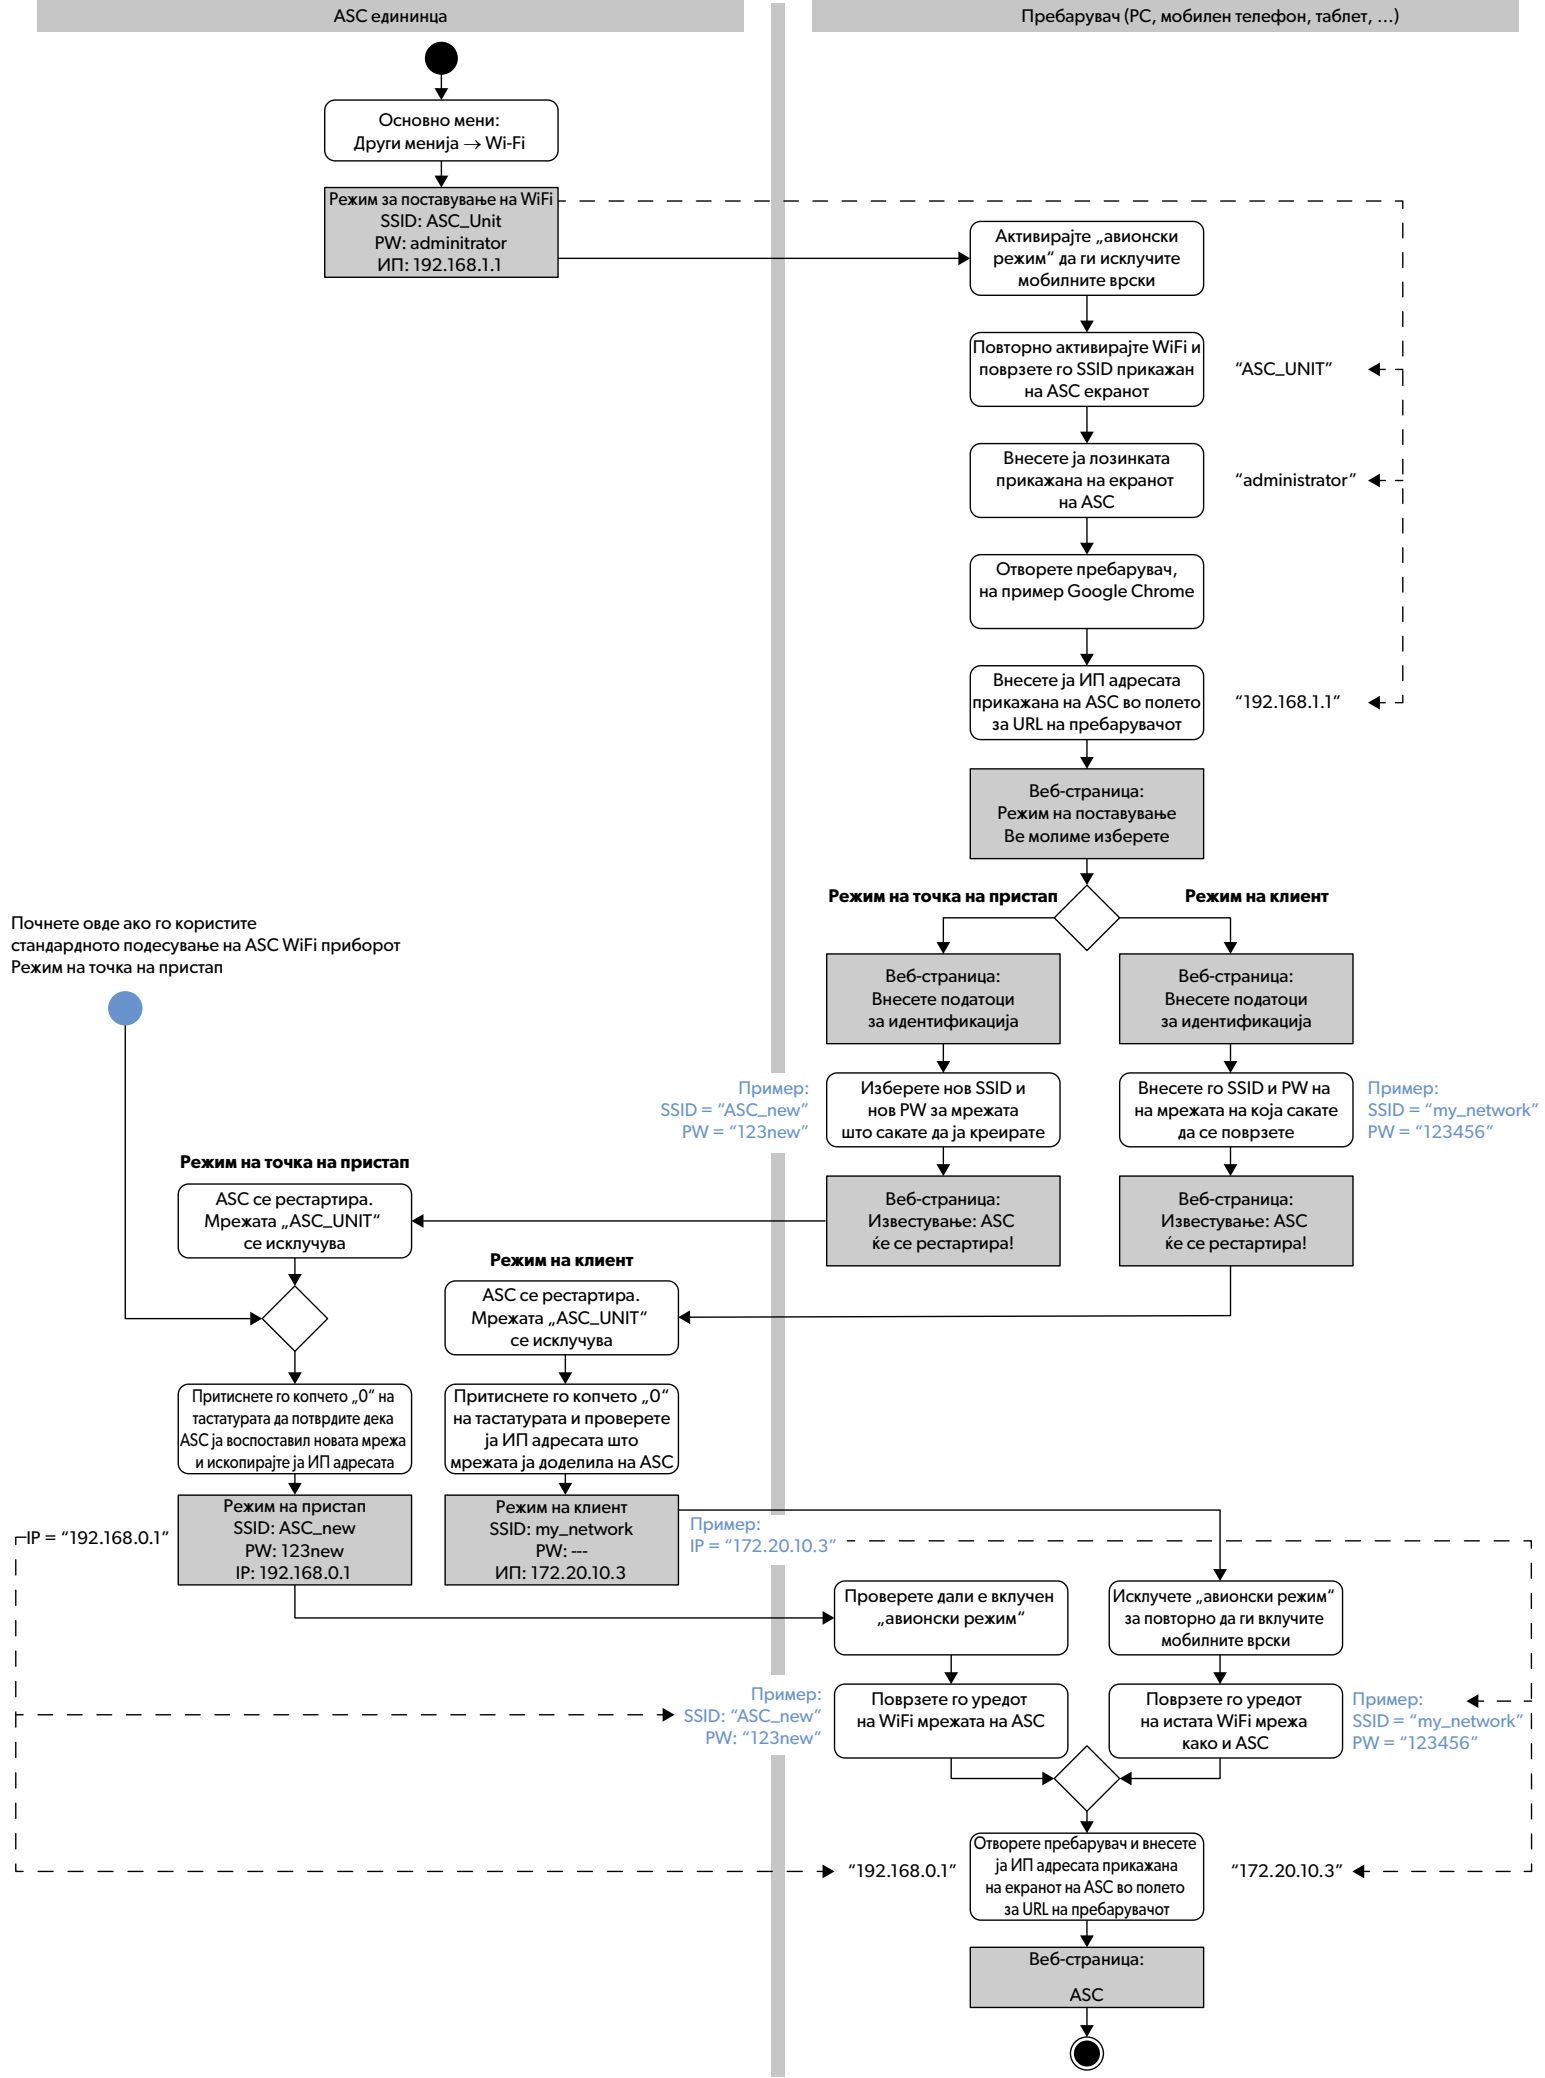 ASC едининца
Пребарувач (PC, мобилен телефон, таблет, ...)
Основно мени:
Други менија → Wi-Fi
Режим за поставување на WiFi
SSID: ASC_Unit
PW: adminitrator
ИП: 192.168.1.1
Активирајте „авионски
режим“ да ги исклучите
мобилните врски
Повторно активирајте WiFi и
поврзете го SSID прикажан
на ASC екранот
“ASC_UNIT”
Внесете ја лозинката
прикажана на екранот
на ASC
“administrator”
Отворете пребарувач,
на пример Google Chrome
Внесете ја ИП адресата
прикажана на ASC во полето
за URL на пребарувачот
“192.168.1.1”
Веб-страница:
Режим на поставување
Ве молиме изберете
Режим на точка на пристап
Режим на клиент
Почнете овде ако го користите
стандардното подесување на ASC WiFi приборот
Режим на точка на пристап
Веб-страница:
Внесете податоци
за идентификација
Веб-страница:
Внесете податоци
за идентификација
Пример:
SSID = “ASC_new”
PW = “123new”
Изберете нов SSID и
нов PW за мрежата
што сакате да ја креирате
Внесете го SSID и PW на
на мрежата на која сакате
да се поврзете
Пример:
SSID = “my_network”
PW = “123456”
Режим на точка на пристап
ASC се рестартира.
Мрежата „ASC_UNIT“
се исклучува
Веб-страница:
Известување: ASC
ќе се рестартира!
Веб-страница:
Известување: ASC
ќе се рестартира!
Режим на клиент
ASC се рестартира.
Мрежата „ASC_UNIT“
се исклучува
Притиснете го копчето „0“ на
тастатурата да потврдите дека
ASC ја воспоставил новата мрежа
и ископирајте ја ИП адресата
Притиснете го копчето „0“
на тастатурата и проверете
ја ИП адресата што
мрежата ја доделила на ASC
IP = “192.168.0.1”
Режим на пристап
SSID: ASC_new
PW: 123new
IP: 192.168.0.1
Режим на клиент
SSID: my_network
PW: ---
ИП: 172.20.10.3
Пример:
IP = “172.20.10.3”
Проверете дали е вклучен
„авионски режим“
Исклучете „авионски режим“
за повторно да ги вклучите
мобилните врски
Пример:
SSID: “ASC_new”
PW: “123new”
Поврзете го уредот
на WiFi мрежата на ASC
Поврзете го уредот
на истата WiFi мрежа
како и ASC
Пример:
SSID = “my_network”
PW = “123456”
“192.168.0.1”
Отворете пребарувач и внесете
ја ИП адресата прикажана
на екранот на ASC во полето
за URL на пребарувачот
“172.20.10.3”
Веб-страница:
ASC